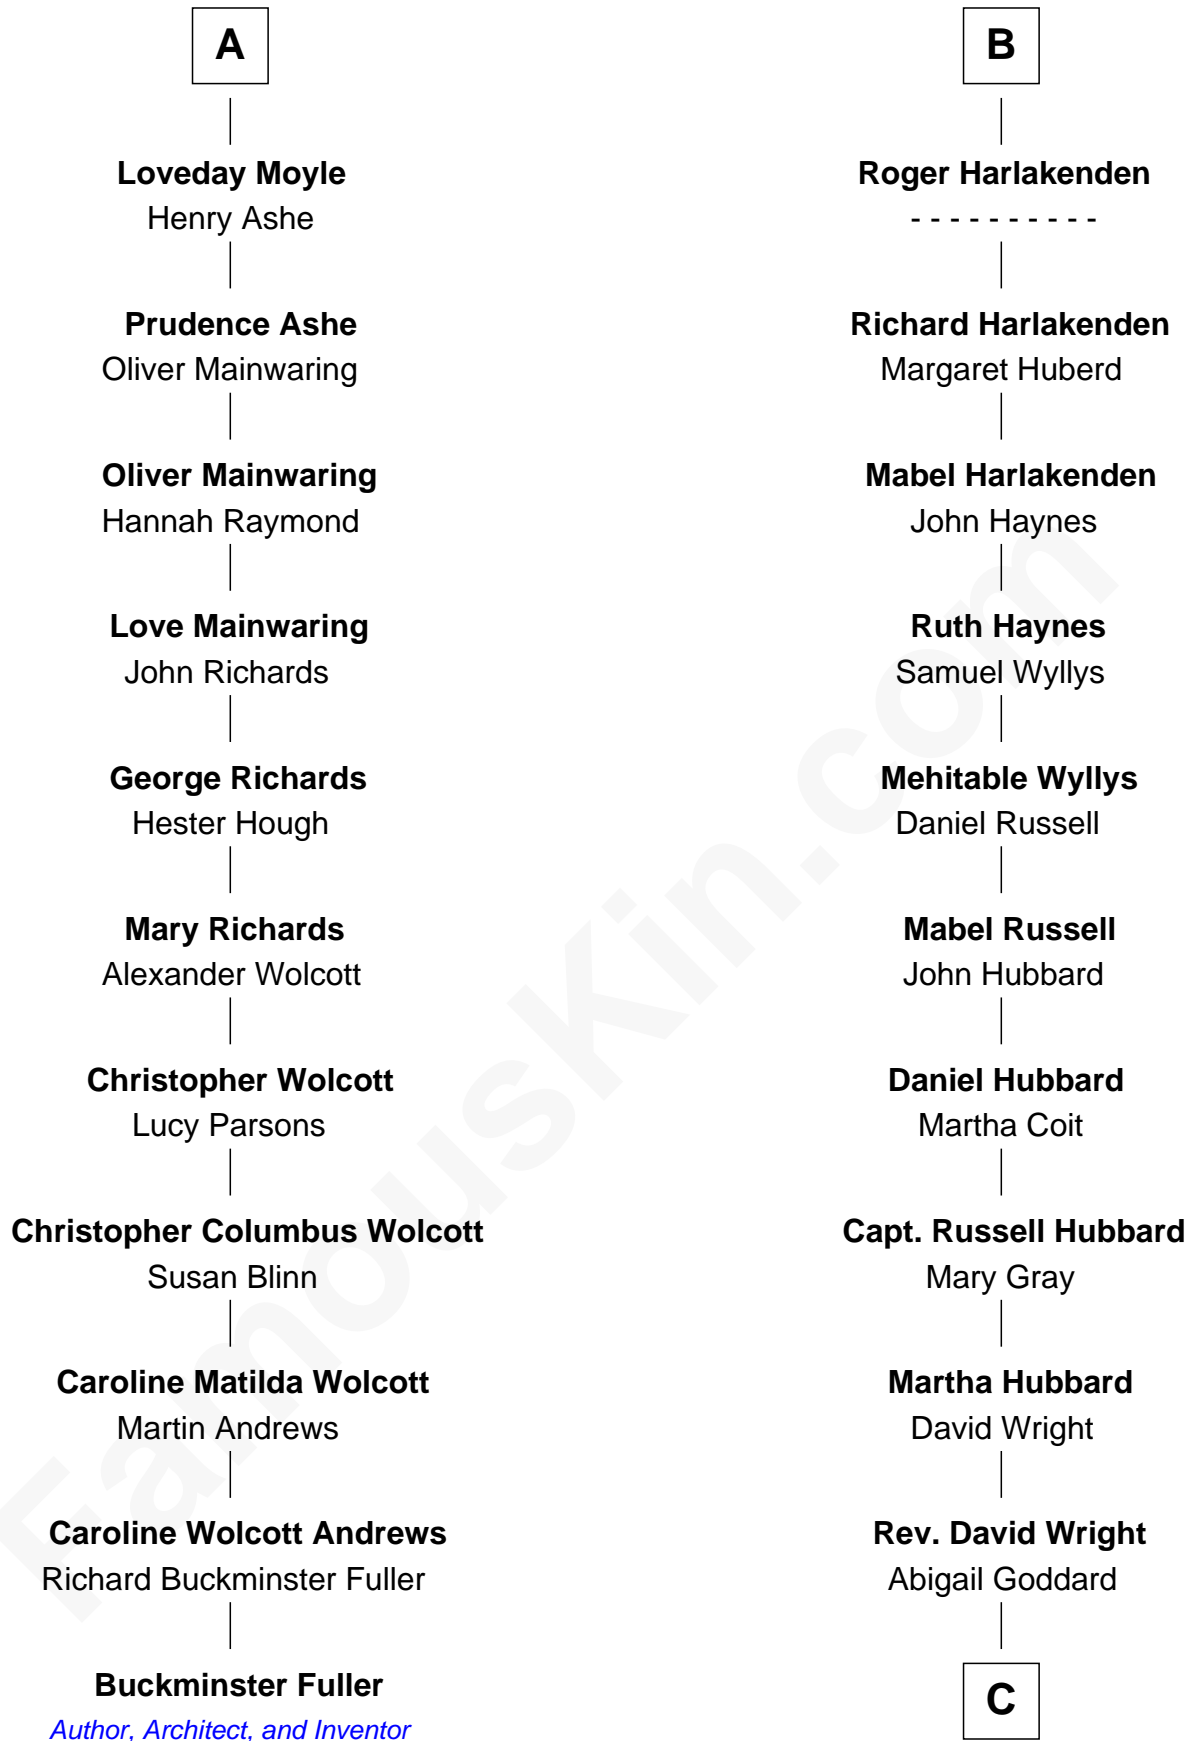 A
Loveday Moyle
Henry Ashe
Prudence Ashe
Oliver Mainwaring
Oliver Mainwaring
Hannah Raymond
Love Mainwaring
John Richards
George Richards
Hester Hough
Mary Richards
Alexander Wolcott
Christopher Wolcott
Lucy Parsons
Christopher Columbus Wolcott
Susan Blinn
Caroline Matilda Wolcott
Martin Andrews
Caroline Wolcott Andrews
Richard Buckminster Fuller
Buckminster Fuller
Author, Architect, and Inventor
B
Roger Harlakenden
- - - - - - - - - -
Richard Harlakenden
Margaret Huberd
Mabel Harlakenden
John Haynes
Ruth Haynes
Samuel Wyllys
Mehitable Wyllys
Daniel Russell
Mabel Russell
John Hubbard
Daniel Hubbard
Martha Coit
Capt. Russell Hubbard
Mary Gray
Martha Hubbard
David Wright
Rev. David Wright
Abigail Goddard
C
FamousKin.com